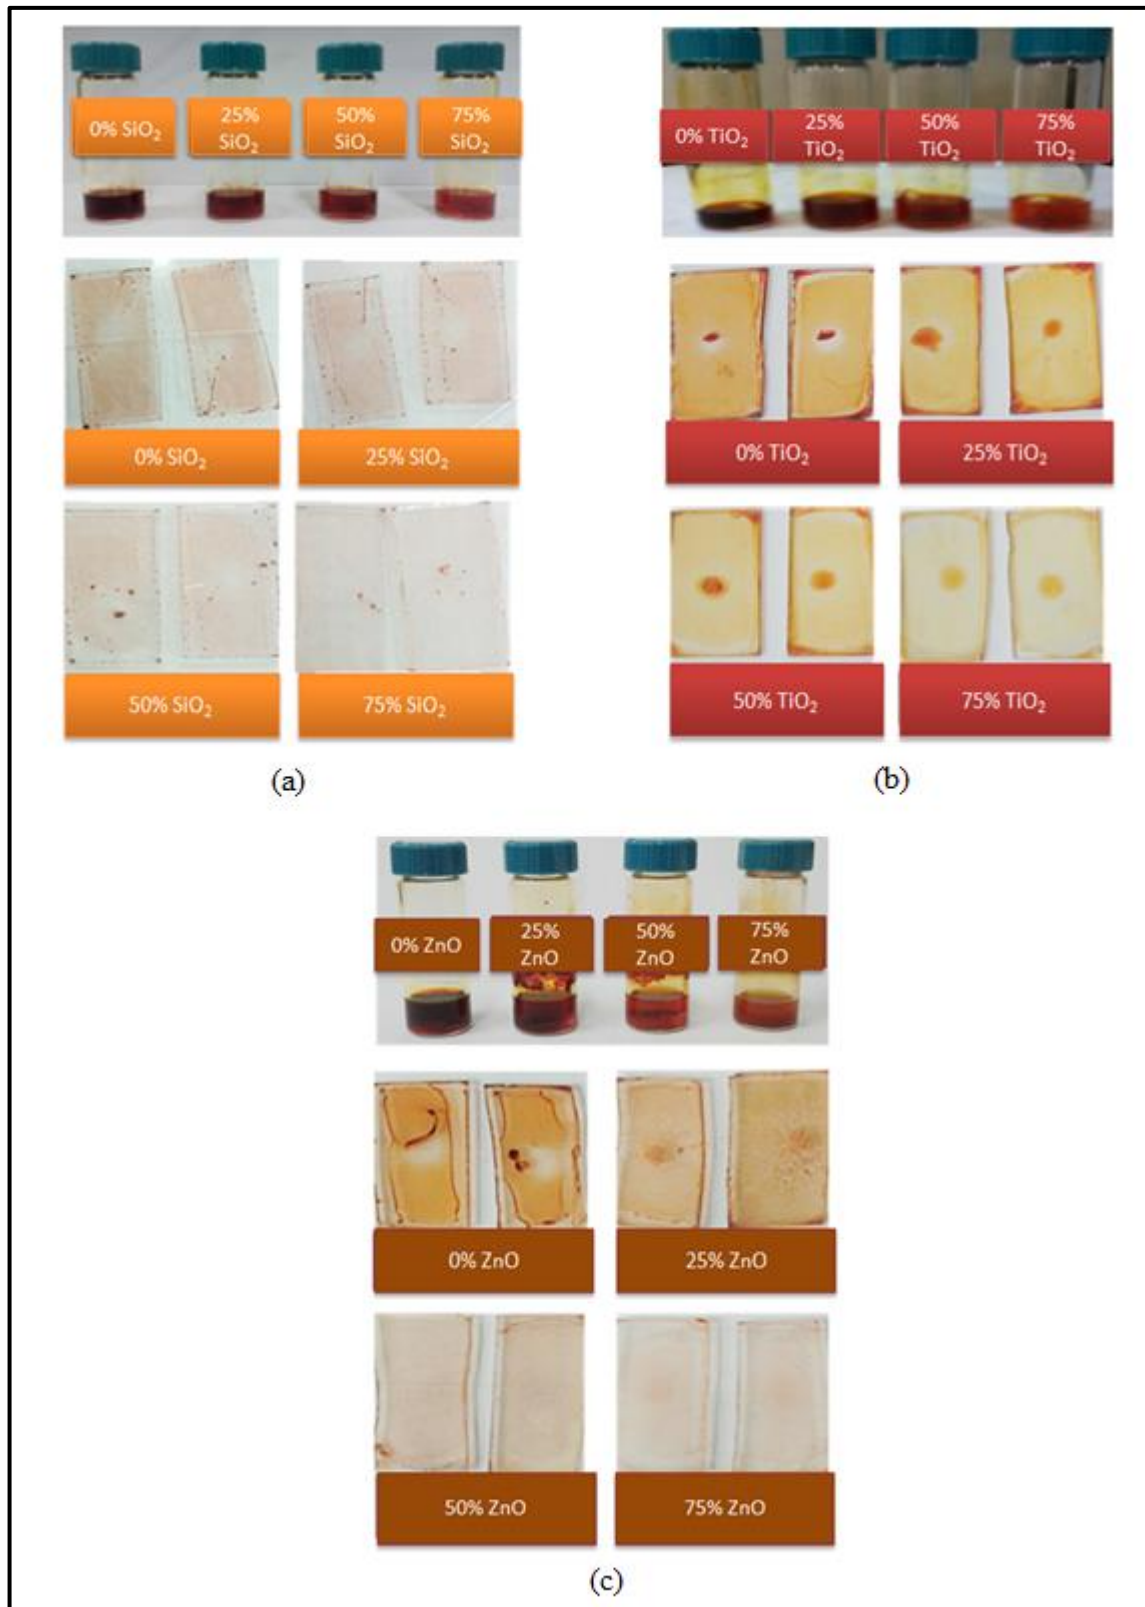 0% SiO₂
25%
SiO₂
50%
SiO₂
75%
SiO₂
0% SiO₂
25% SiO₂
50% SiO₂
75% SiO₂
(a)
0% TiO₂
25%
TiO₂
50%
TiO₂
75%
TiO₂
0% TiO₂
25% TiO₂
50% TiO₂
75% TiO₂
(b)
0% ZnO
25%
ZnO
50%
ZnO
75%
ZnO
0% ZnO
25% ZnO
50% ZnO
75% ZnO
(c)